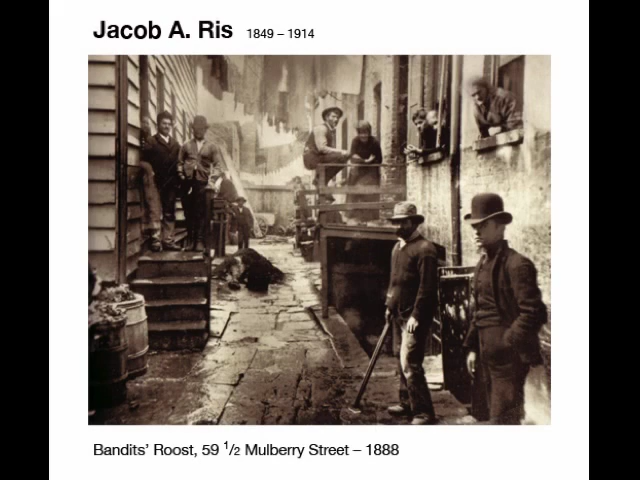 Jacob A. Ris 1849 – 1914
Bandits' Roost, 59 1/2 Mulberry Street – 1888